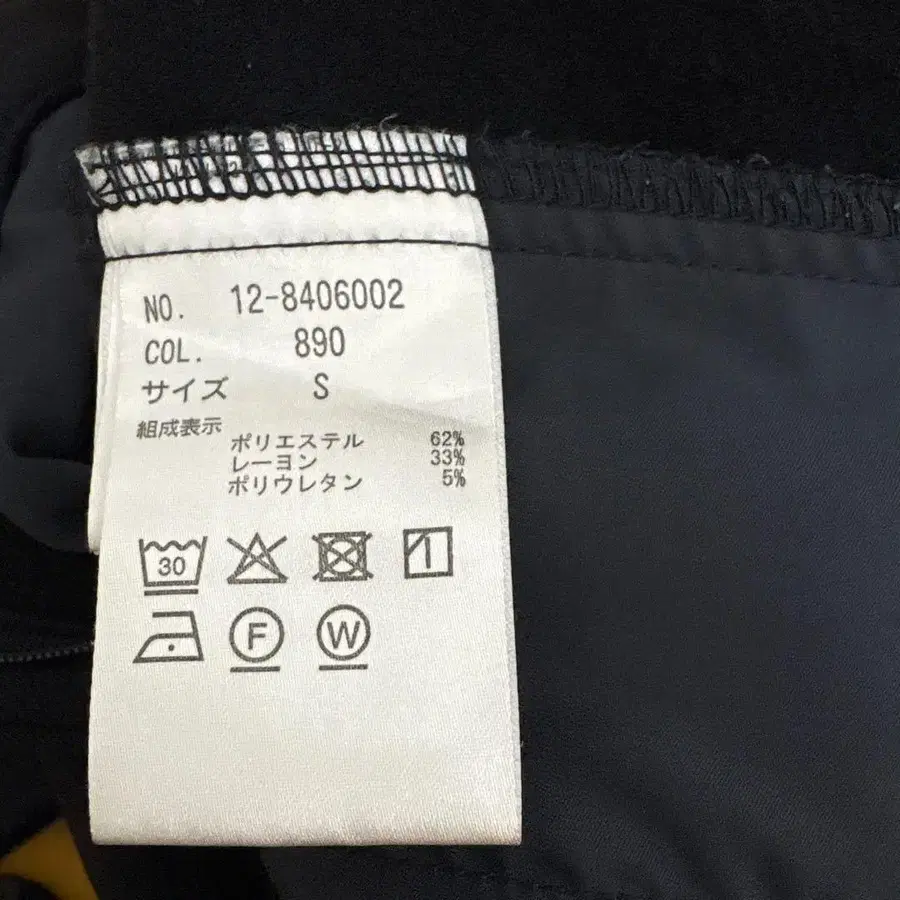 NO. 12-8406002
COL. 890
サイズ S
組成表示
ポリエステル 62%
レーヨン 33%
ポリウレタン 5%
30
F W